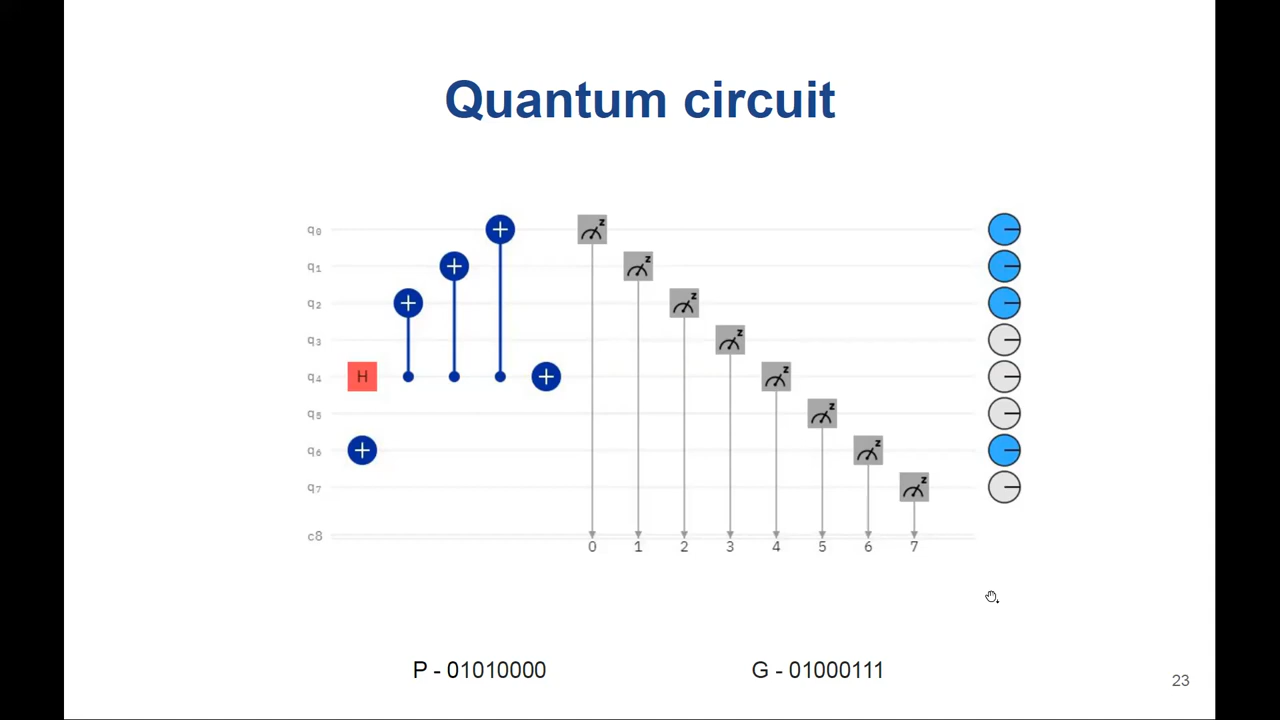 Quantum circuit
q0
q1
q2
q3
H
q4
q5
q6
q7
z
z
z
z
z
z
z
z
c8
0 1 2 3 4 5 6 7
P - 01010000 G - 01000111
23